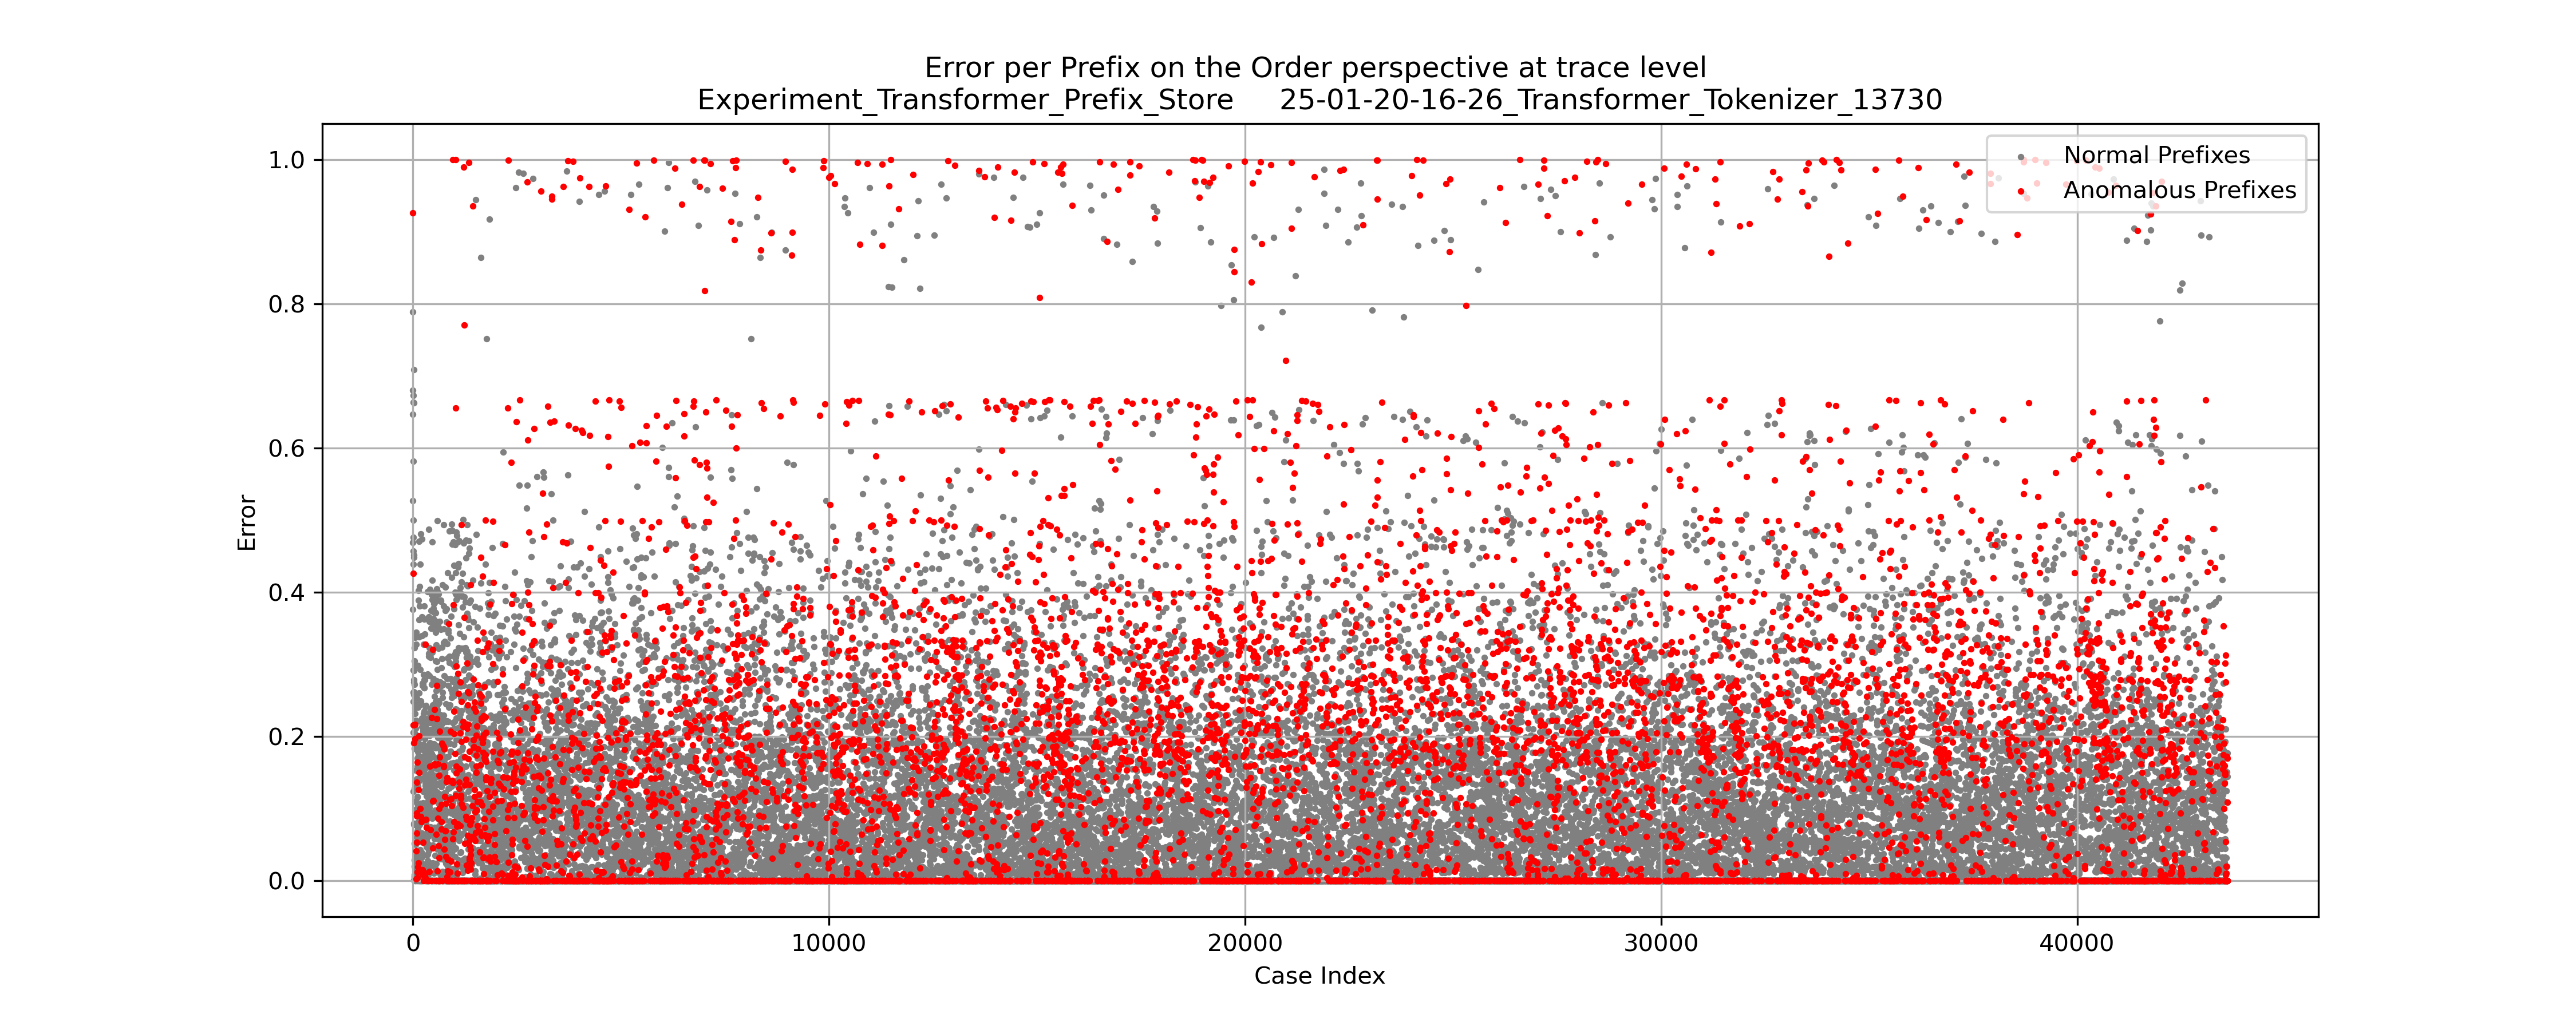 Error per Prefix on the Order perspective at trace level
Experiment_Transformer_Prefix_Store 25-01-20-16-26_Transformer_Tokenizer_13730
Normal Prefixes
Anomalous Prefixes
1.0
0.8
0.6
0.4
0.2
0.0
Error
0 10000 20000 30000 40000
Case Index